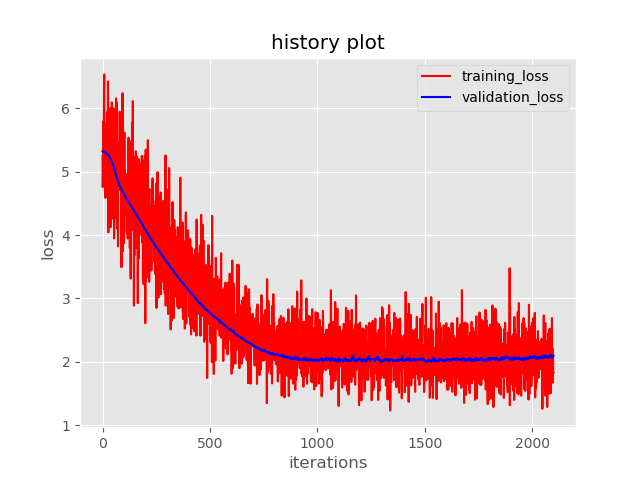 history plot
training_loss
validation_loss
loss
6
5
4
3
2
1
0
500
1000
1500
2000
iterations